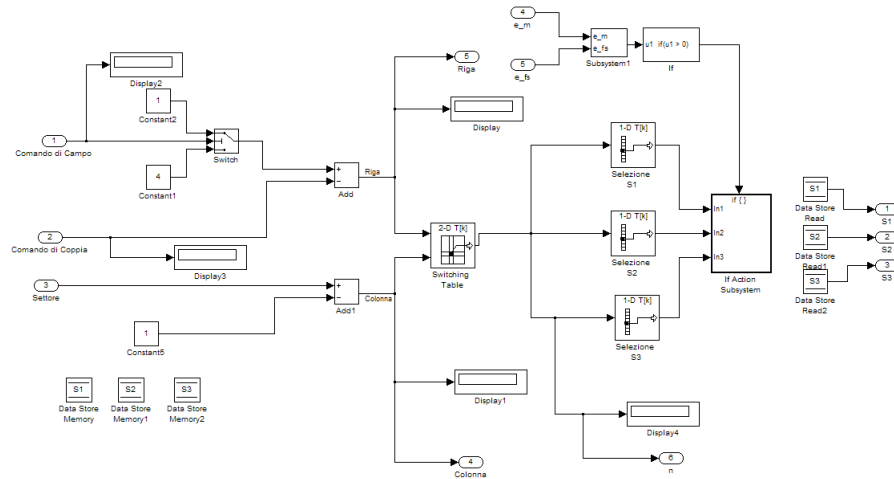 4
e_m
5
e_fs
e_m
e_fs
Subsystem1
u1 if(u1 > 0)
If
5
Riga
Display2
1
Constant2
Display
1
Comando di Campo
Switch
4
Constant1
1-D T[k]
Selezione
S1
+
−
Add
Riga
2
Comando di Coppia
Display3
2-D T[k]
Switching
Table
1-D T[k]
Selezione
S2
if { }
In1
In2
In3
If Action
Subsystem
S1
Data Store
Read
1
S1
S2
Data Store
Read1
2
S2
S3
Data Store
Read2
3
S3
3
Settore
+
−
Add1
Colonna
1
Constant5
1-D T[k]
Selezione
S3
S1
Data Store
Memory
S2
Data Store
Memory1
S3
Data Store
Memory2
Display1
Display4
4
Colonna
6
n